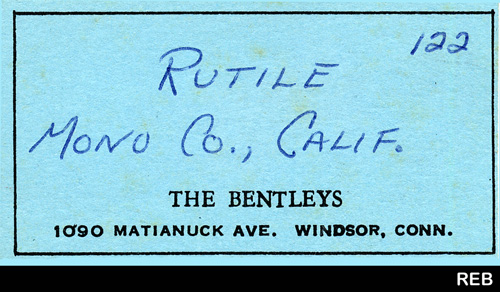 122
RUTILE
MONO CO., CALIF.
THE BENTLEYS
1090 MATIANUCK AVE. WINDSOR, CONN.
REB